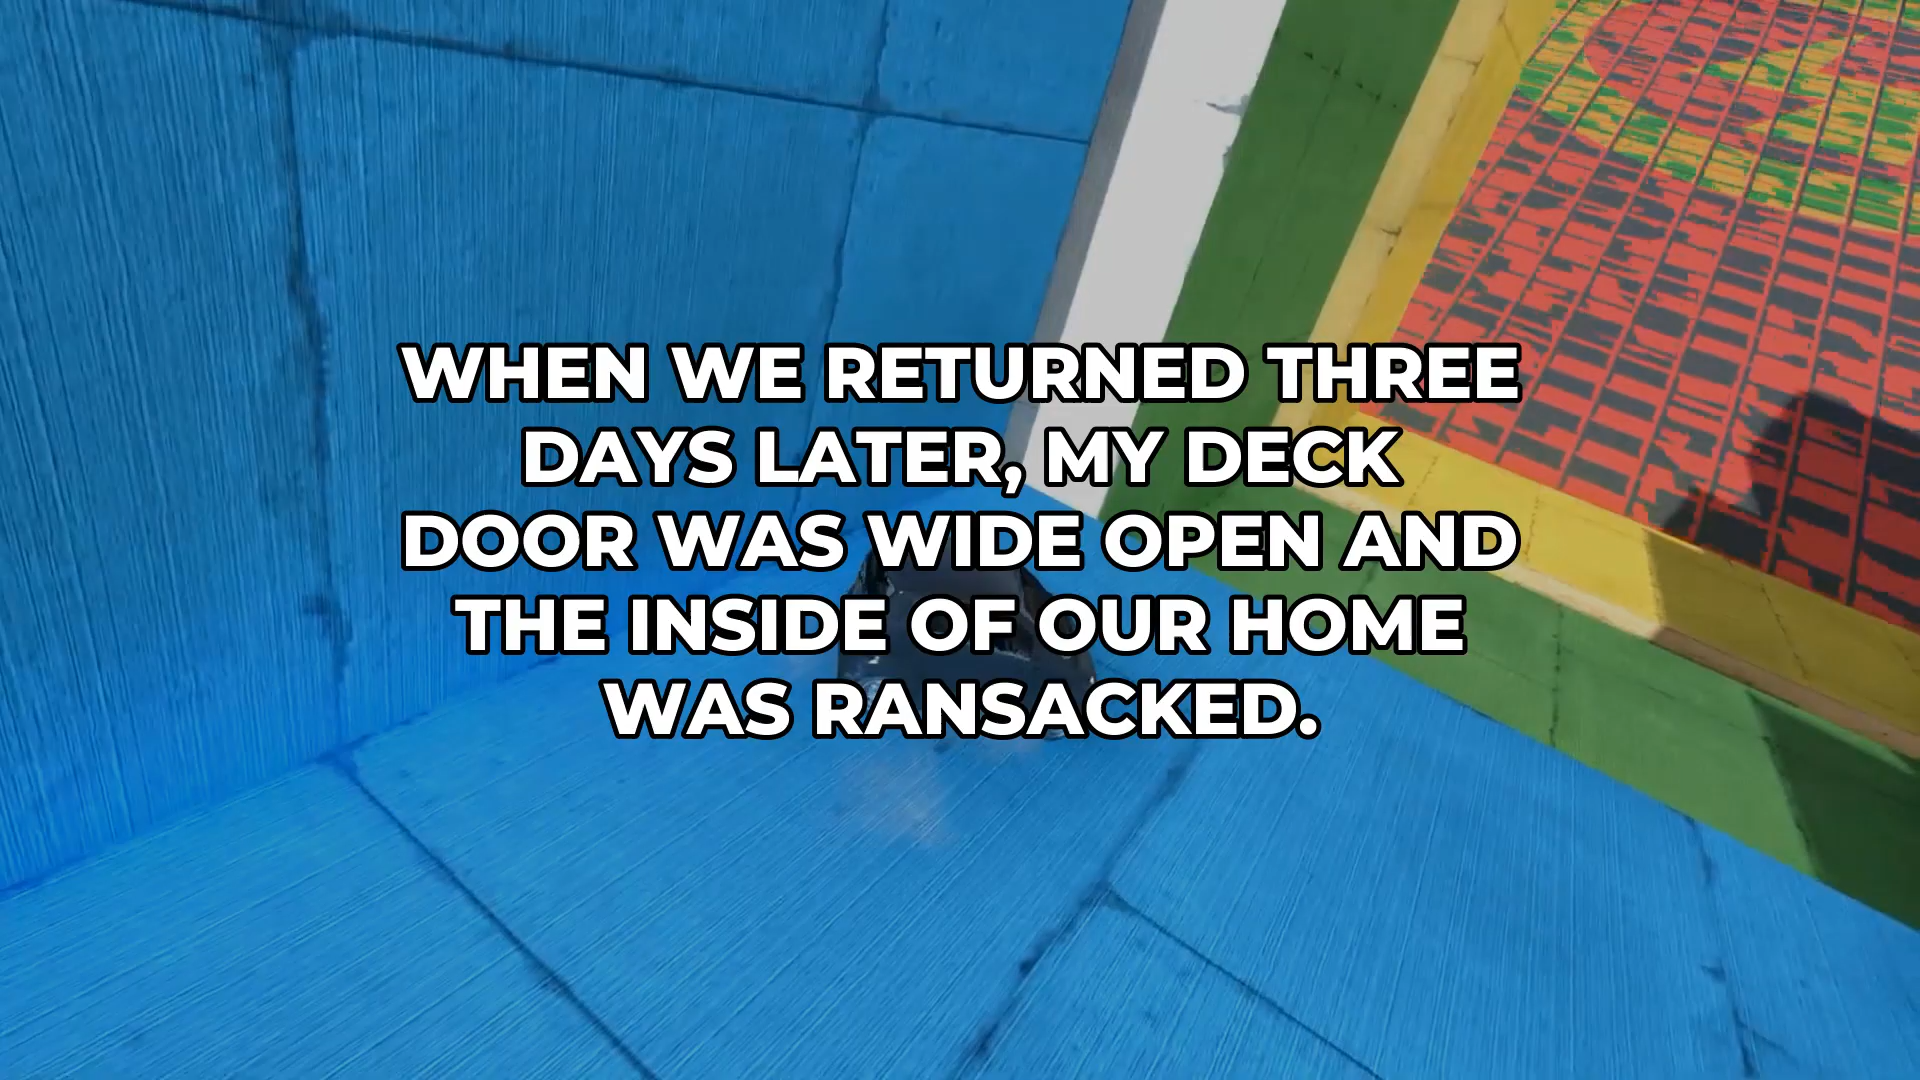 WHEN WE RETURNED THREE
DAYS LATER, MY DECK
DOOR WAS WIDE OPEN AND
THE INSIDE OF OUR HOME
WAS RANSACKED.